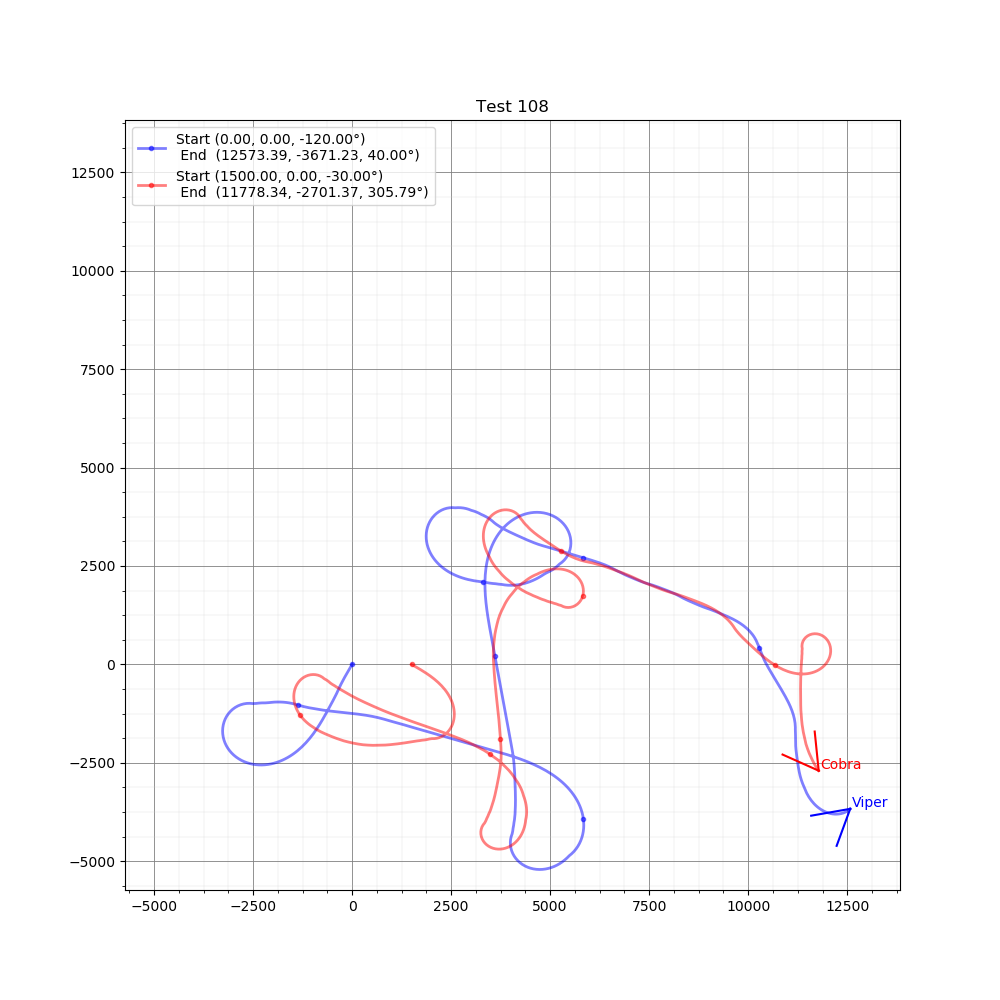 Test 108
Start (0.00, 0.00, -120.00°)
End  (12573.39, -3671.23, 40.00°)
Start (1500.00, 0.00, -30.00°)
End  (11778.34, -2701.37, 305.79°)
12500
10000
7500
5000
2500
0
−2500
−5000
Cobra
Viper
−5000 −2500 0 2500 5000 7500 10000 12500